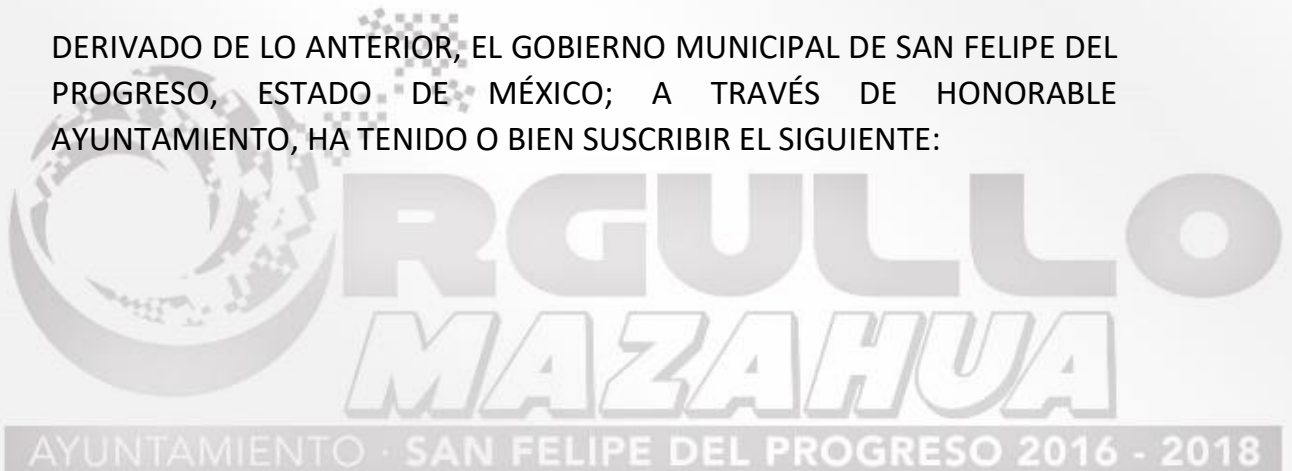 DERIVADO DE LO ANTERIOR, EL GOBIERNO MUNICIPAL DE SAN FELIPE DEL
PROGRESO, ESTADO DE MÉXICO; A TRAVÉS DE HONORABLE
AYUNTAMIENTO, HA TENIDO O BIEN SUSCRIBIR EL SIGUIENTE:
ORGULLO
MAZAHUA
AYUNTAMIENTO · SAN FELIPE DEL PROGRESO 2016 - 2018